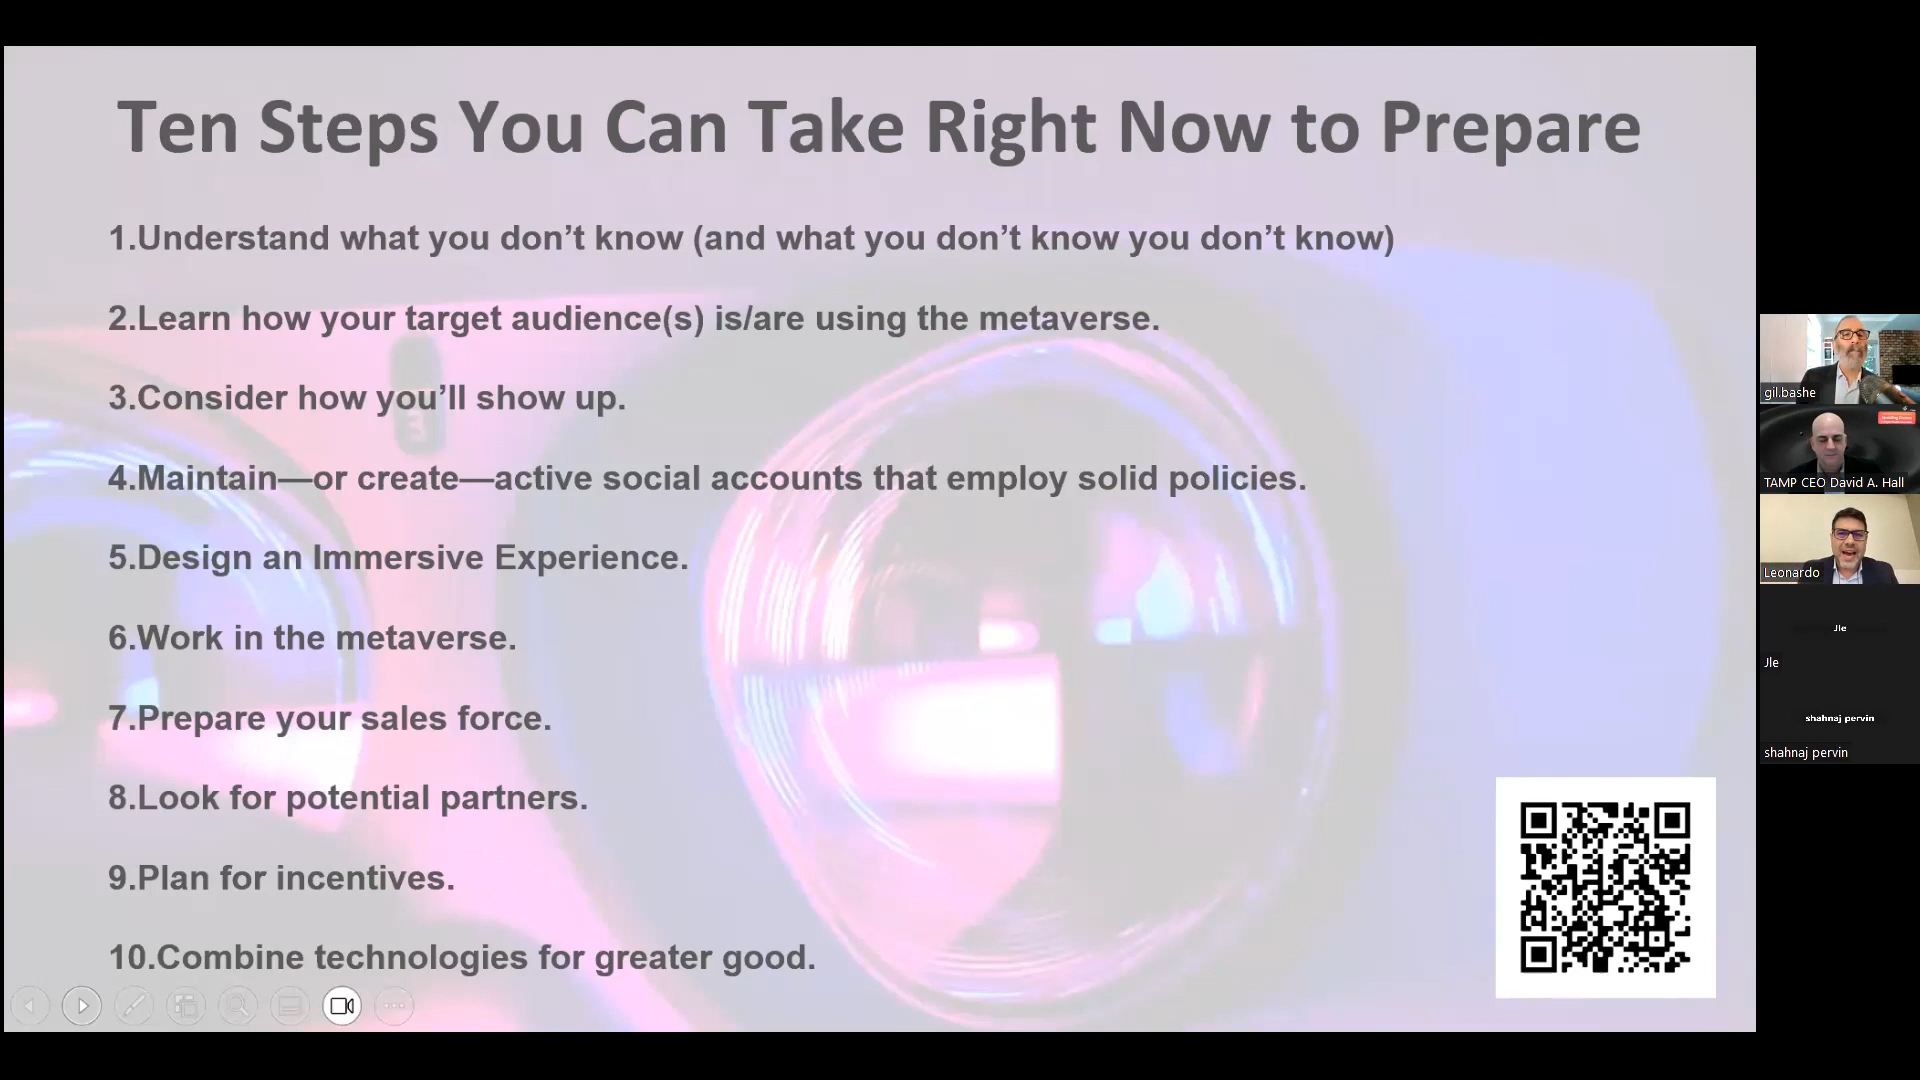 Ten Steps You Can Take Right Now to Prepare
1.Understand what you don’t know (and what you don’t know you don’t know)
2.Learn how your target audience(s) is/are using the metaverse.
3.Consider how you’ll show up.
4.Maintain—or create—active social accounts that employ solid policies.
5.Design an Immersive Experience.
6.Work in the metaverse.
7.Prepare your sales force.
8.Look for potential partners.
9.Plan for incentives.
10.Combine technologies for greater good.
gil.bashe
TAMP CEO David A. Hall
Leonardo
Jle
Jle
shahnaj pervin
shahnaj pervin